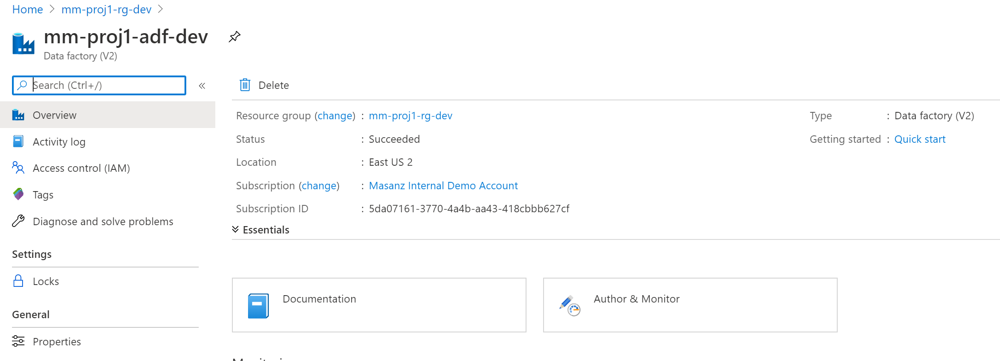 Home > mm-proj1-rg-dev >
mm-proj1-adf-dev
Data factory (V2)
Search (Ctrl+/)
«
Overview
Activity log
Access control (IAM)
Tags
Diagnose and solve problems
Settings
Locks
General
Properties
Delete
Resource group (change) : mm-proj1-rg-dev
Status : Succeeded
Location : East US 2
Subscription (change) : Masanz Internal Demo Account
Subscription ID : 5da07161-3770-4a4b-aa43-418cbbb627cf
Type : Data factory (V2)
Getting started : Quick start
Essentials
Documentation
Author & Monitor